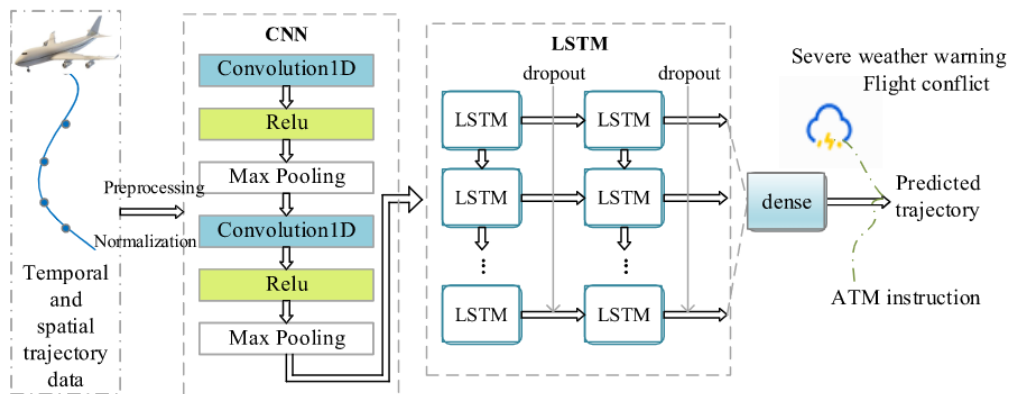 Temporal
and
spatial
trajectory
data
Preprocessing
Normalization
CNN
Convolution1D
Relu
Max Pooling
Convolution1D
Relu
Max Pooling
LSTM
dropout
dropout
LSTM
LSTM
LSTM
LSTM
...
...
LSTM
LSTM
dense
Severe weather warning
Flight conflict
Predicted
trajectory
ATM instruction